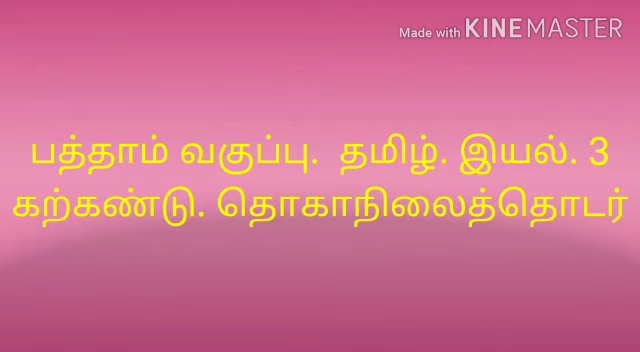 Made with KINEMASTER
பத்தாம் வகுப்பு. தமிழ். இயல். 3
கற்கண்டு. தொகாநிலைத்தொடர்